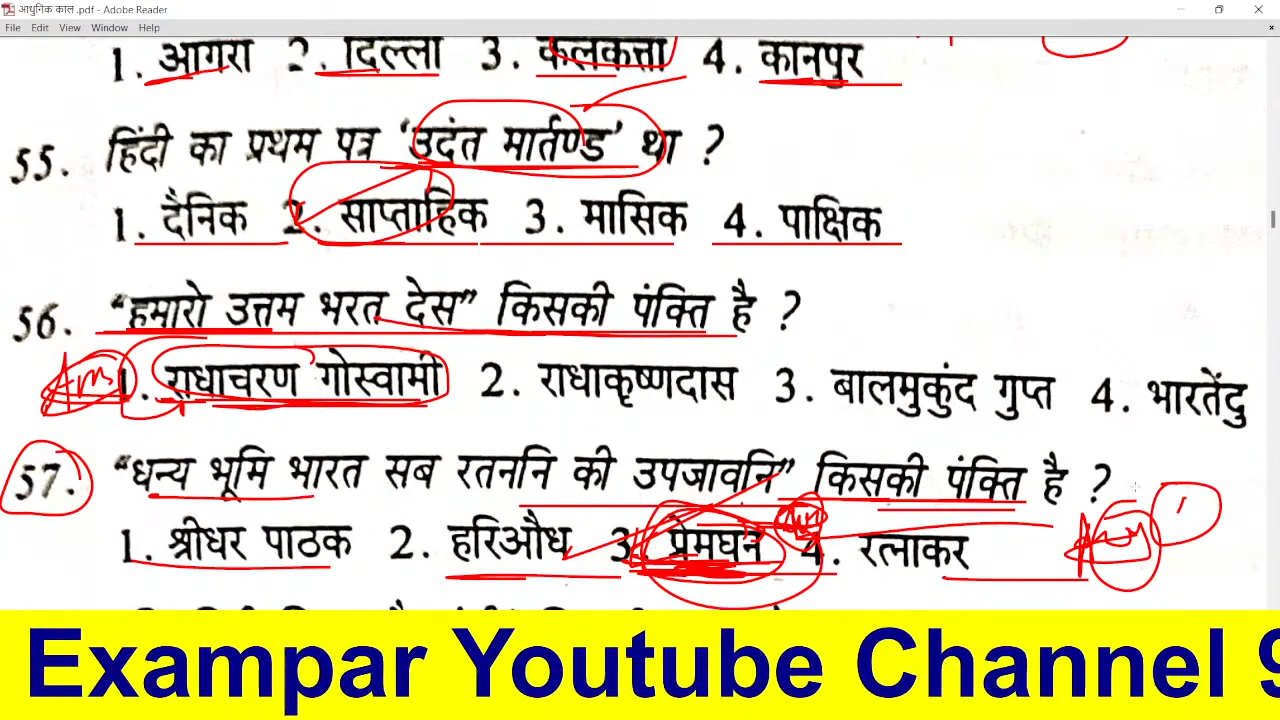 आधुनिक काल .pdf - Adobe Reader
File Edit View Window Help
1. आगरा 2. दिल्ली 3. कलकत्ता 4. कानपुर
55. हिंदी का प्रथम पत्र 'उदंत मार्तण्ड' था ?
1. दैनिक 2. साप्ताहिक 3. मासिक 4. पाक्षिक
56. "हमारो उत्तम भरत देस" किसकी पंक्ति है ?
Ans 1. राधाचरण गोस्वामी 2. राधाकृष्णदास 3. बालमुकुंद गुप्त 4. भारतेंदु
57. "धन्य भूमि भारत सब रतननि की उपजावनि" किसकी पंक्ति है ?
1. श्रीधर पाठक 2. हरिऔध 3. प्रेमघन 4. रत्नाकर
Exampar Youtube Channel 9